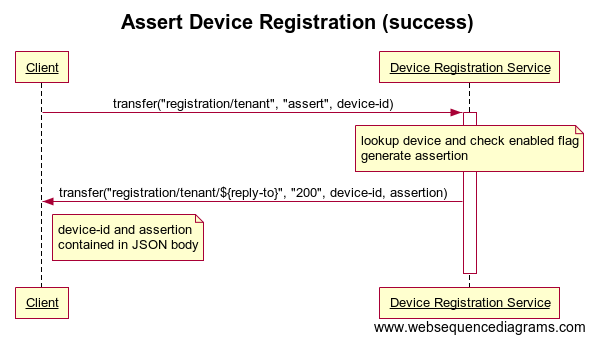 Assert Device Registration (success)
Client
Device Registration Service
transfer("registration/tenant", "assert", device-id)
lookup device and check enabled flag
generate assertion
transfer("registration/tenant/${reply-to}", "200", device-id, assertion)
device-id and assertion
contained in JSON body
Client
Device Registration Service
www.websequencediagrams.com